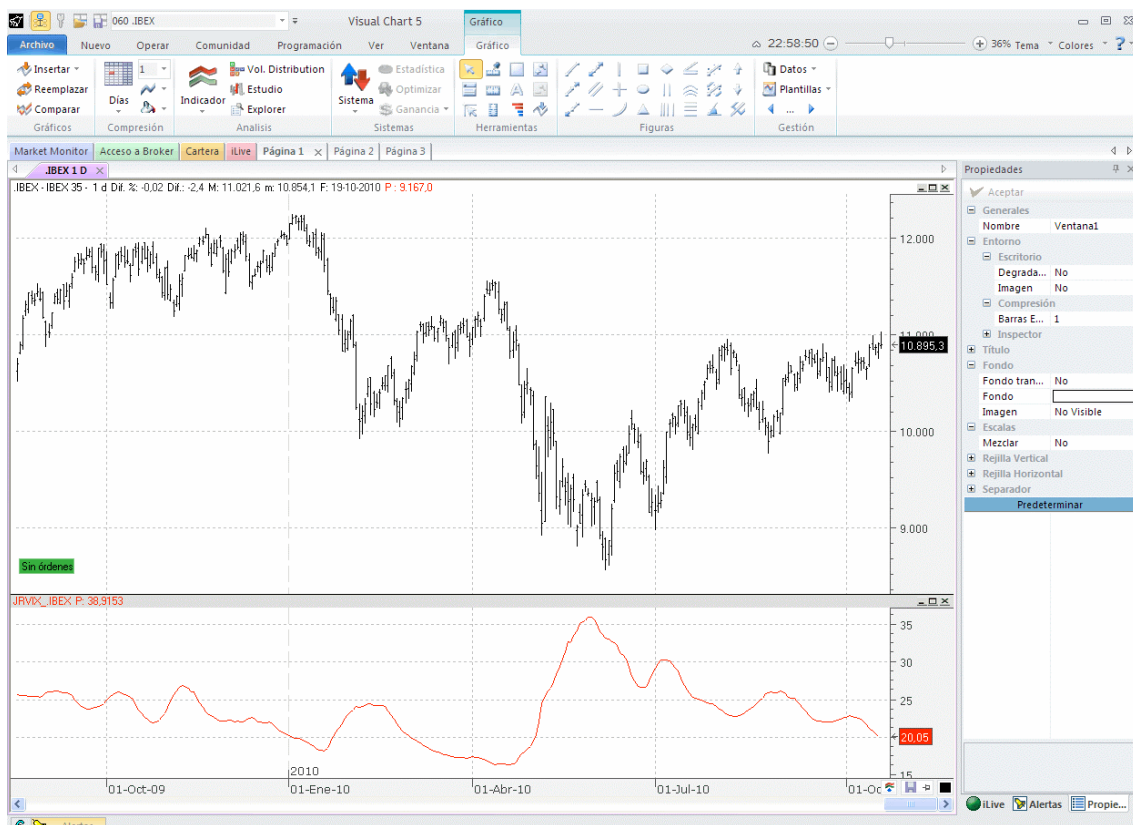 060 .IBEX
Visual Chart 5
Gráfico
Archivo Nuevo Operar Comunidad Programación Ver Ventana Gráfico 22:58:50 36% Tema Colores ?
Insertar 1 Vol. Distribution Estadística Datos
Reemplazar Días Indicador Estudio Sistema Optimizar Plantillas
Comparar Explorer Ganancia ...
Gráficos Compresión Analisis Sistemas Herramientas Figuras Gestión
Market Monitor Acceso a Broker Cartera iLive Página 1 Página 2 Página 3
.IBEX 1 D
.IBEX - IBEX 35 - 1 d Dif. %: -0,02 Dif.: -2,4 M: 11.021,6 m: 10.854,1 F: 19-10-2010 P : 9.167,0
12.000
11.000
10.895,3
10.000
9.000
Sin órdenes
JRVIX_.IBEX P: 38,9153
35
30
25
20,05
15
2010
01-Oct-09 01-Ene-10 01-Abr-10 01-Jul-10 01-Oc
Propiedades
Aceptar
Generales
Nombre Ventana1
Entorno
Escritorio
Degrada... No
Imagen No
Compresión
Barras E... 1
Inspector
Título
Fondo
Fondo tran... No
Fondo
Imagen No Visible
Escalas
Mezclar No
Rejilla Vertical
Rejilla Horizontal
Separador
Predeterminar
iLive Alertas Propie...